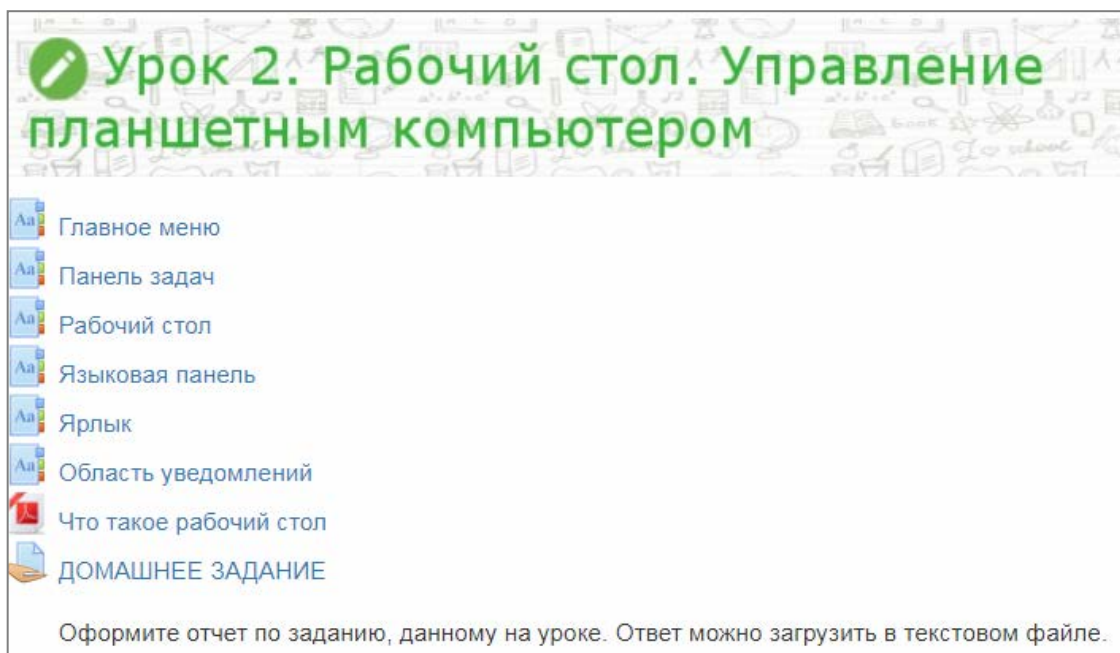 Урок 2. Рабочий стол. Управление
планшетным компьютером
Главное меню
Панель задач
Рабочий стол
Языковая панель
Ярлык
Область уведомлений
Что такое рабочий стол
ДОМАШНЕЕ ЗАДАНИЕ
Оформите отчет по заданию, данному на уроке. Ответ можно загрузить в текстовом файле.